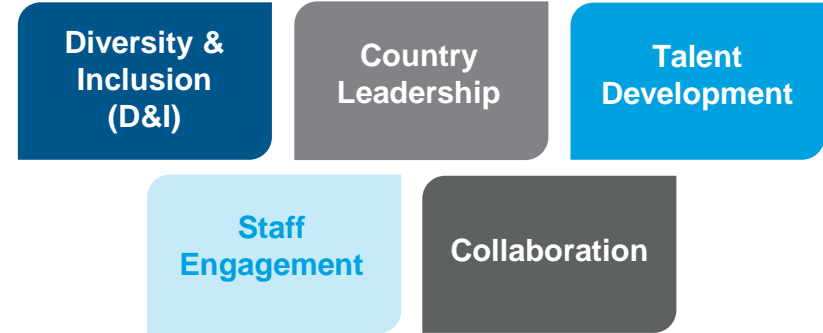 Diversity &
Inclusion
(D&I)
Country
Leadership
Talent
Development
Staff
Engagement
Collaboration